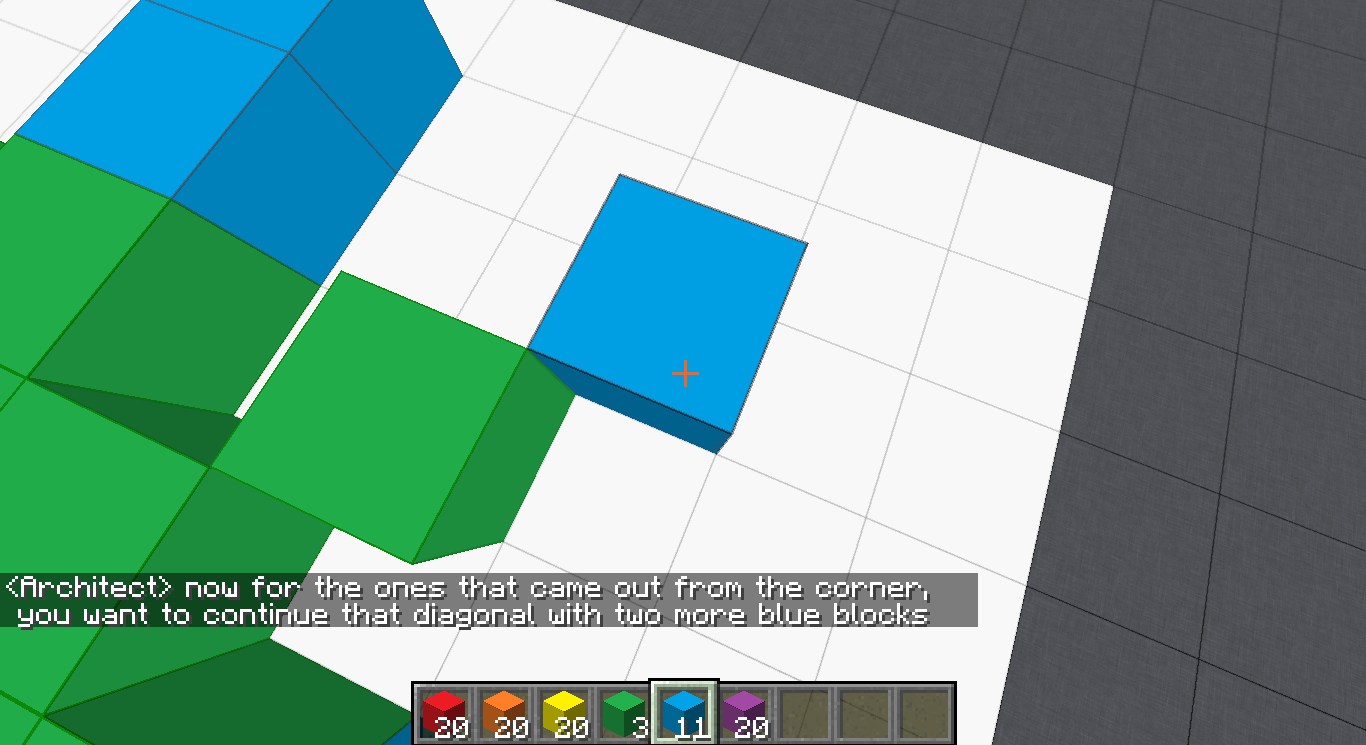 <Architect> now for the ones that came out from the corner,
you want to continue that diagonal with two more blue blocks
20 20 20 3 11 20